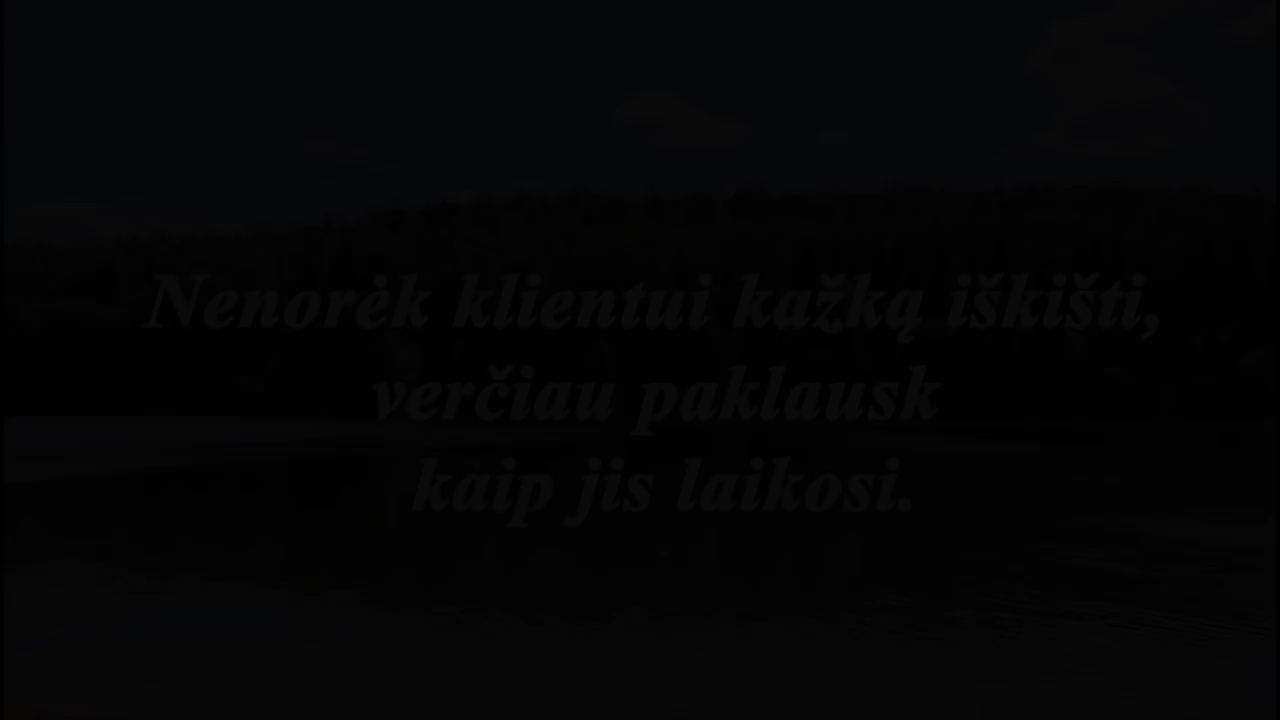 Nenorėk klientui kažką iškišti,
verčiau paklausk
kaip jis laikosi.